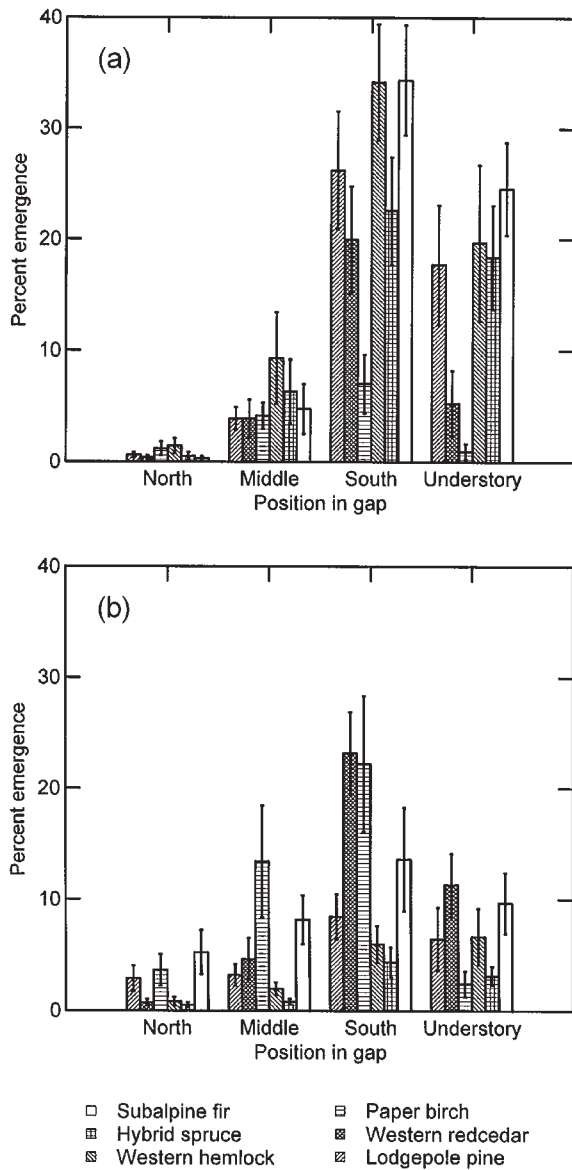 40
(a)
30
20
10
0
Percent emergence
North Middle South Understory
Position in gap
40
(b)
30
20
10
0
Percent emergence
North Middle South Understory
Position in gap
Subalpine fir Paper birch
Hybrid spruce Western redcedar
Western hemlock Lodgepole pine